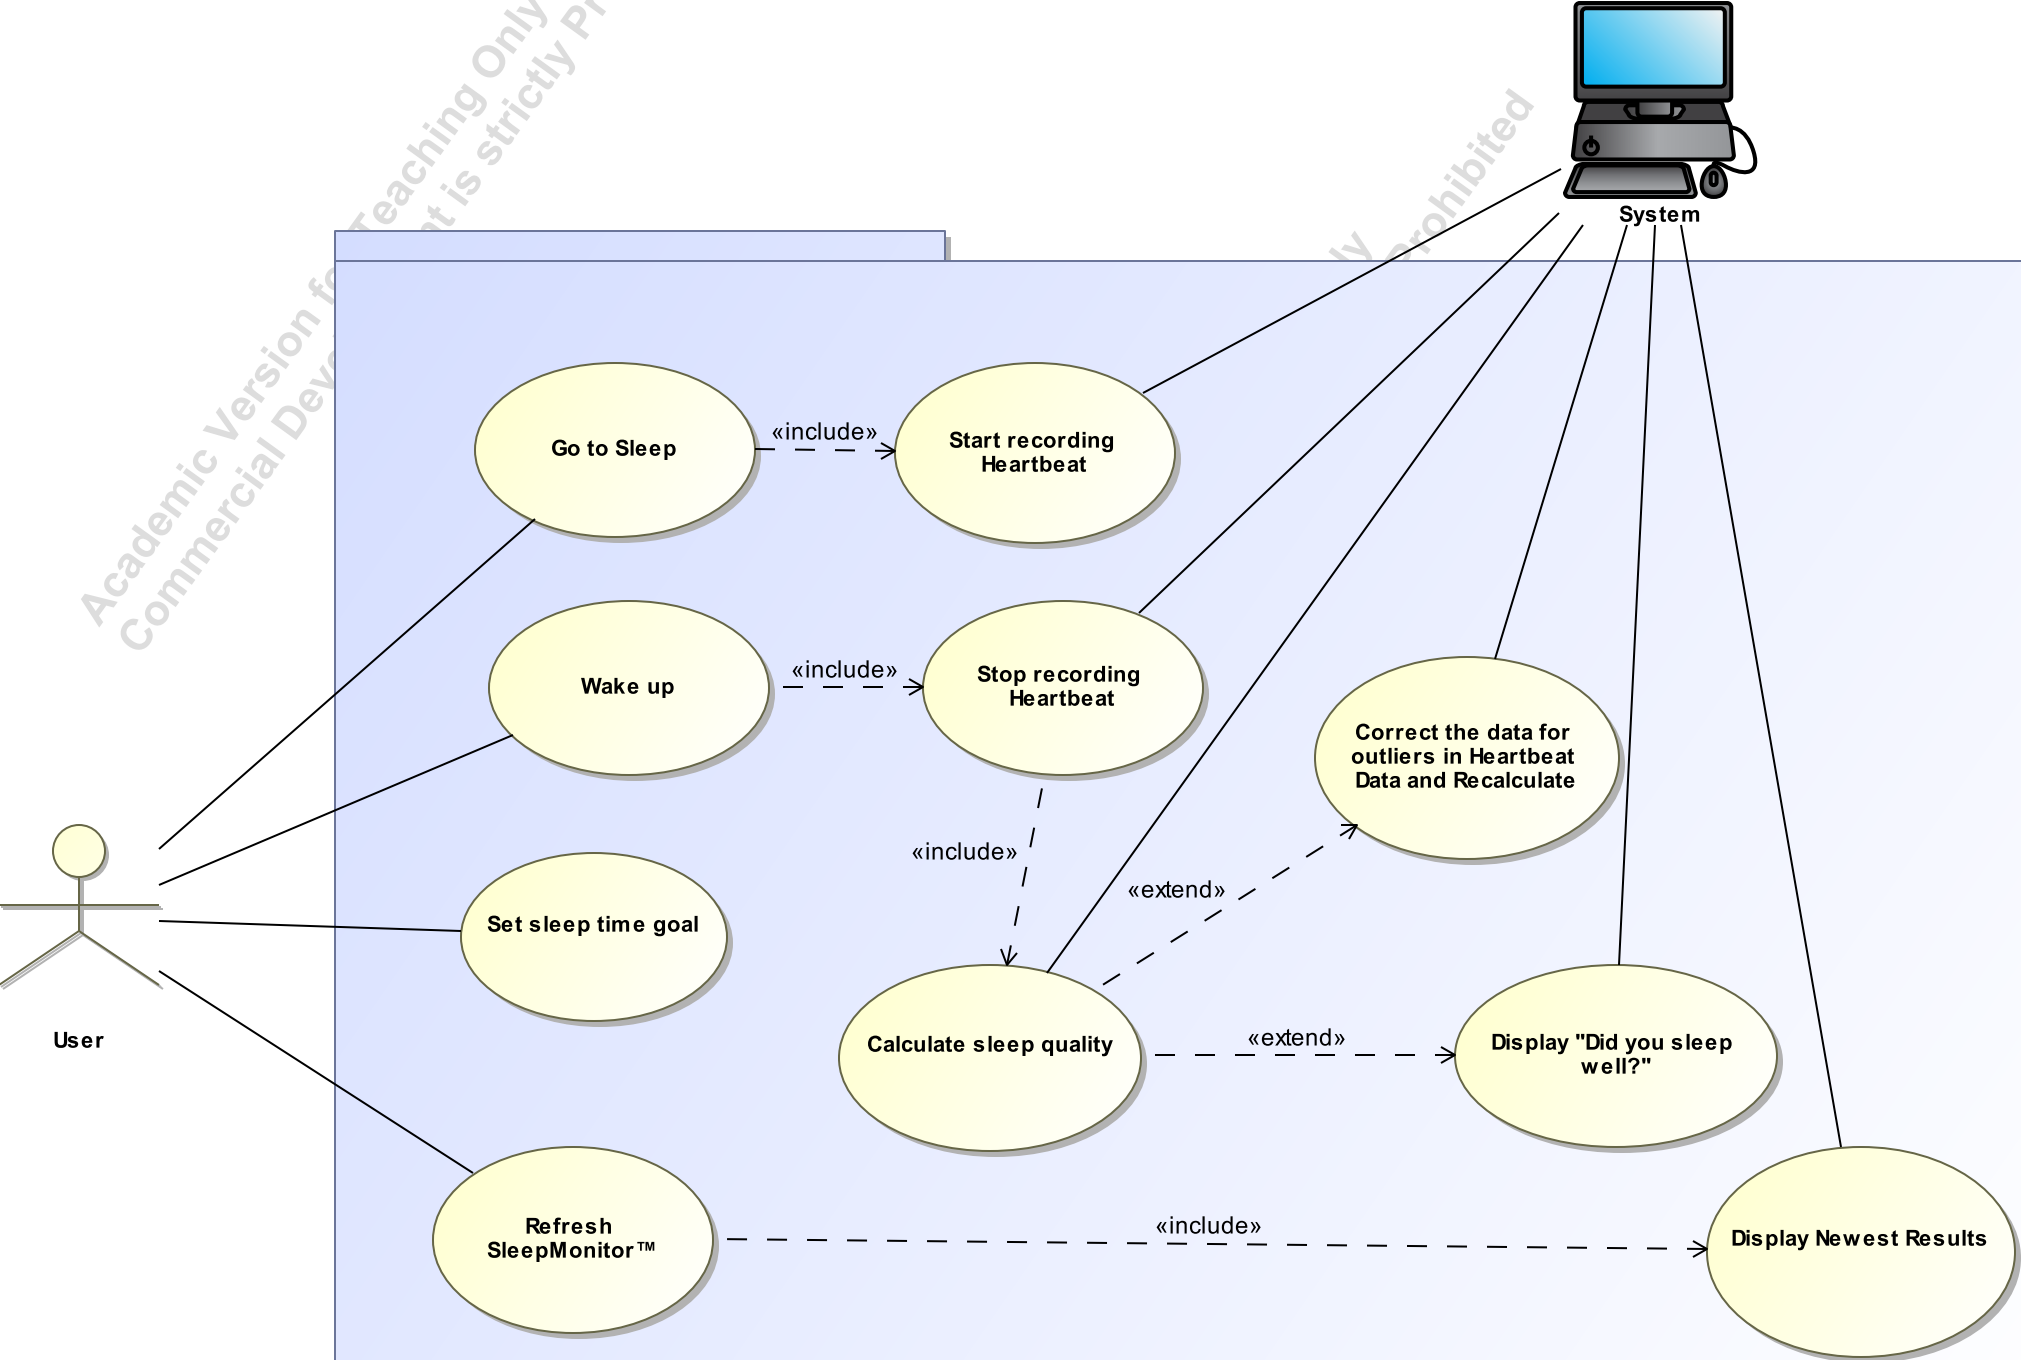 Academic Version for Teaching Only
Commercial Development is strictly Prohibited
System
Go to Sleep
«include»
Start recording
Heartbeat
Wake up
«include»
Stop recording
Heartbeat
Correct the data for
outliers in Heartbeat
Data and Recalculate
«include»
«extend»
Set sleep time goal
User
Calculate sleep quality
«extend»
Display "Did you sleep
well?"
Refresh
SleepMonitor™
«include»
Display Newest Results